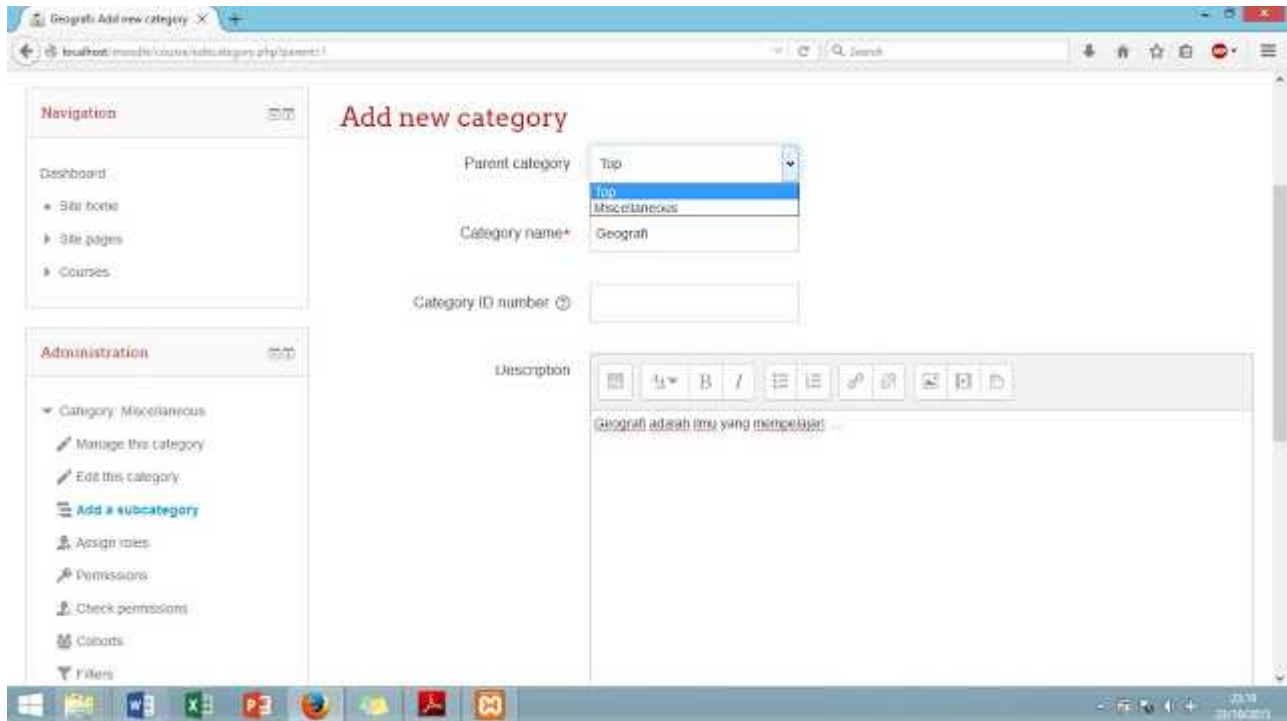 Geografi: Add new category
Search
Navigation
Dashboard
Site home
Site pages
Courses
Administration
Category: Miscellaneous
Manage this category
Edit this category
Add a subcategory
Assign roles
Permissions
Check permissions
Cohorts
Filters
Add new category
Parent category Top
Top
Miscellaneous
Category name* Geografi
Category ID number
Description
B I
Geografi adalah ilmu yang mempelajari ...